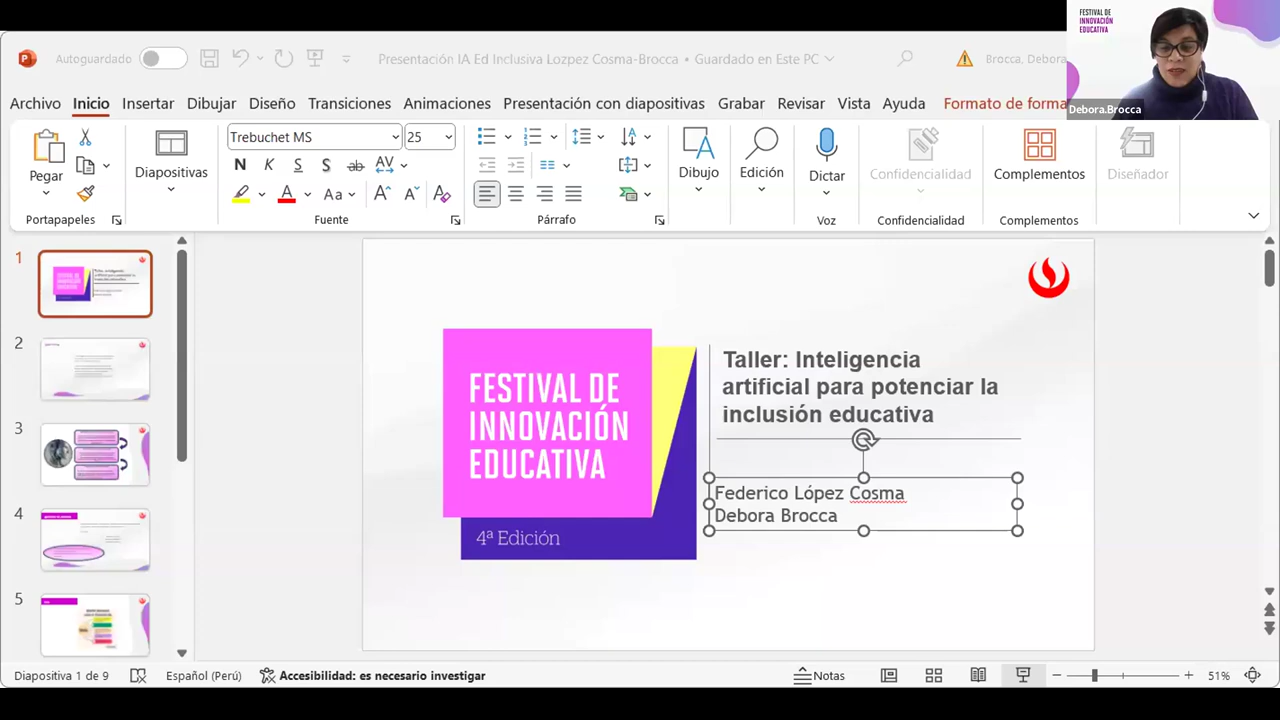 FESTIVAL DE
INNOVACIÓN
EDUCATIVA
Debora.Brocca
Autoguardado
Presentación IA Ed Inclusiva Lozpez Cosma-Brocca • Guardado en Este PC
Brocca, Debora
Archivo Inicio Insertar Dibujar Diseño Transiciones Animaciones Presentación con diapositivas Grabar Revisar Vista Ayuda Formato de forma
Trebuchet MS 25
Pegar
Diapositivas
N K S S ab AV
A Aa A A A
Dibujo
Edición
Dictar
Confidencialidad
Complementos
Diseñador
Portapapeles Fuente Párrafo Voz Confidencialidad Complementos
1
2
3
4
5
FESTIVAL DE
INNOVACIÓN
EDUCATIVA
4ª Edición
Taller: Inteligencia
artificial para potenciar la
inclusión educativa
Federico López Cosma
Debora Brocca
Diapositiva 1 de 9 Español (Perú) Accesibilidad: es necesario investigar Notas 51%